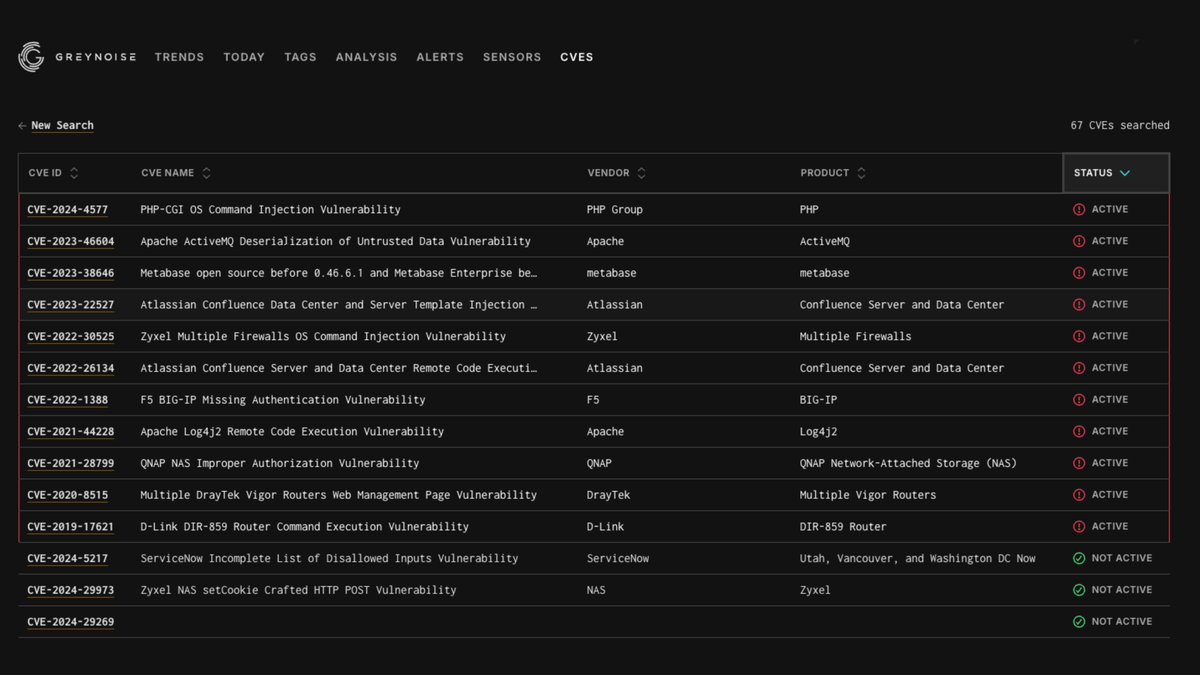 GREYNOISE TRENDS TODAY TAGS ANALYSIS ALERTS SENSORS CVES
← New Search 67 CVEs searched
CVE ID CVE NAME VENDOR PRODUCT STATUS
CVE-2024-4577 PHP-CGI OS Command Injection Vulnerability PHP Group PHP ACTIVE
CVE-2023-46604 Apache ActiveMQ Deserialization of Untrusted Data Vulnerability Apache ActiveMQ ACTIVE
CVE-2023-38646 Metabase open source before 0.46.6.1 and Metabase Enterprise be… metabase metabase ACTIVE
CVE-2023-22527 Atlassian Confluence Data Center and Server Template Injection … Atlassian Confluence Server and Data Center ACTIVE
CVE-2022-30525 Zyxel Multiple Firewalls OS Command Injection Vulnerability Zyxel Multiple Firewalls ACTIVE
CVE-2022-26134 Atlassian Confluence Server and Data Center Remote Code Executi… Atlassian Confluence Server and Data Center ACTIVE
CVE-2022-1388 F5 BIG-IP Missing Authentication Vulnerability F5 BIG-IP ACTIVE
CVE-2021-44228 Apache Log4j2 Remote Code Execution Vulnerability Apache Log4j2 ACTIVE
CVE-2021-28799 QNAP NAS Improper Authorization Vulnerability QNAP QNAP Network-Attached Storage (NAS) ACTIVE
CVE-2020-8515 Multiple DrayTek Vigor Routers Web Management Page Vulnerability DrayTek Multiple Vigor Routers ACTIVE
CVE-2019-17621 D-Link DIR-859 Router Command Execution Vulnerability D-Link DIR-859 Router ACTIVE
CVE-2024-5217 ServiceNow Incomplete List of Disallowed Inputs Vulnerability ServiceNow Utah, Vancouver, and Washington DC Now NOT ACTIVE
CVE-2024-29973 Zyxel NAS setCookie Crafted HTTP POST Vulnerability NAS Zyxel NOT ACTIVE
CVE-2024-29269 NOT ACTIVE